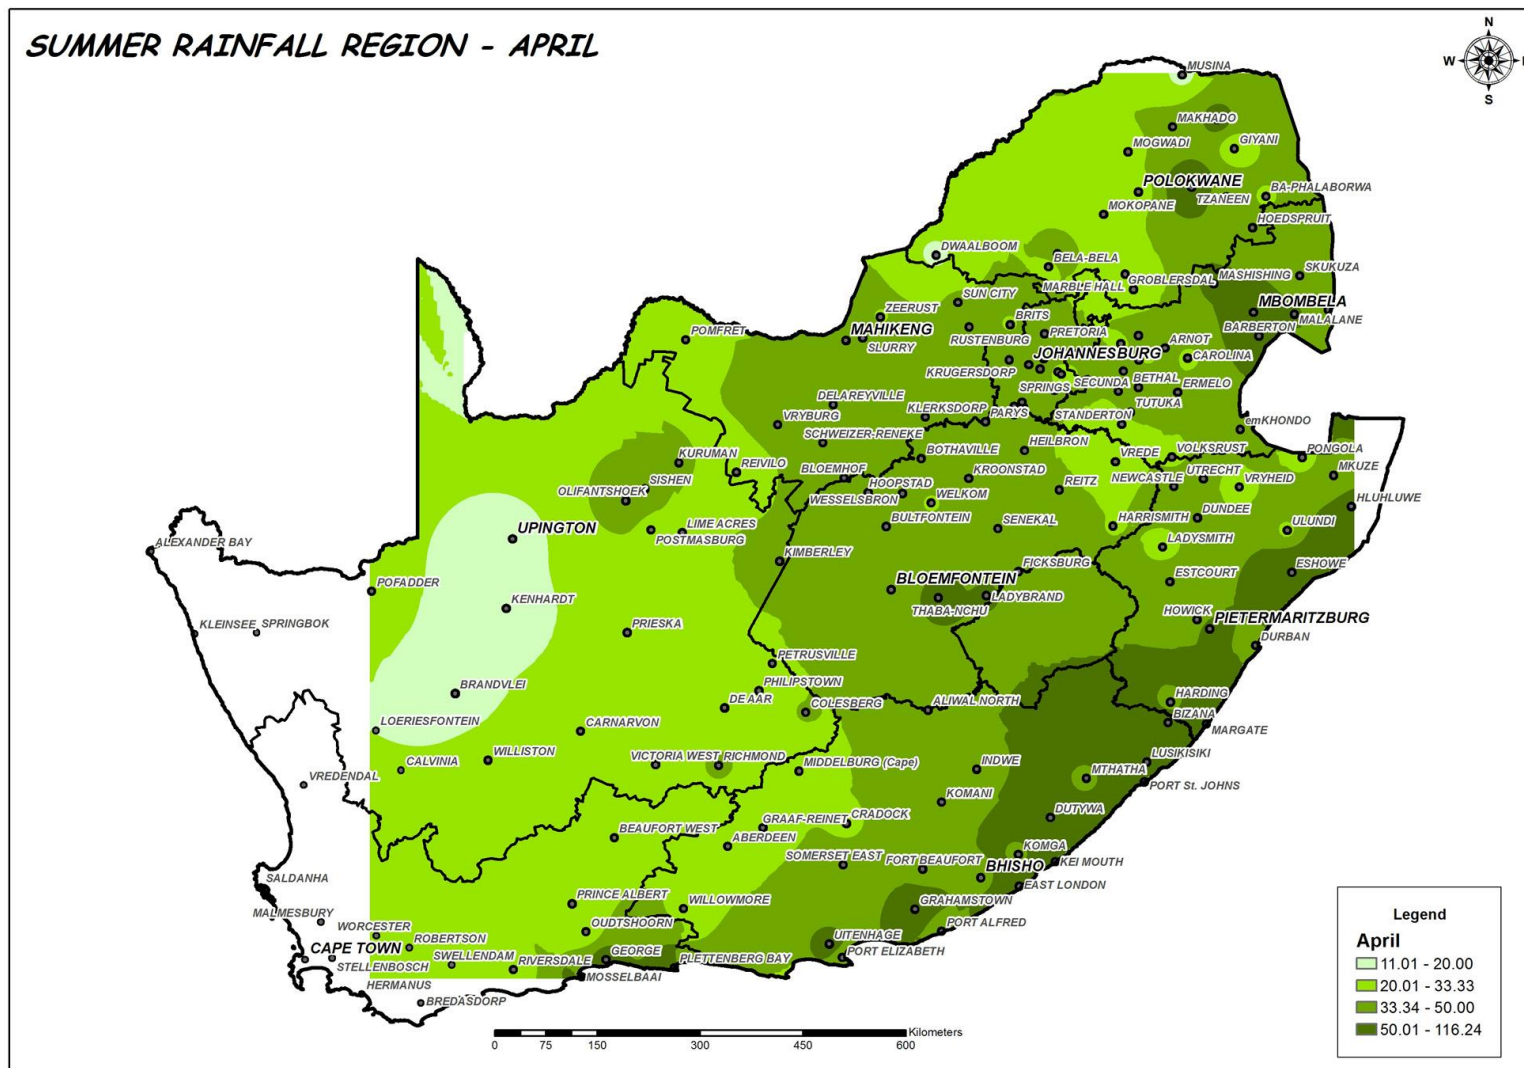 SUMMER RAINFALL REGION - APRIL
N
W
S
MUSINA
MAKHADO
GIYANI
MOGWADI
POLOKWANE
BA-PHALABORWA
TZANEEN
MOKOPANE
HOEDSPRUIT
DWAALBOOM
BELA-BELA
SKUKUZA
MASHISHING
GROBLERSDAL
MARBLE HALL
SUN CITY
MBOMBELA
ZEERUST
BRITS
MALALANE
MAHIKENG
PRETORIA
BARBERTON
POMFRET
RUSTENBURG
SLURRY
ARNOT
JOHANNESBURG
CAROLINA
KRUGERSDORP
SECUNDA
BETHAL
SPRINGS
ERMELO
DELAREYVILLE
TUTUKA
KLERKSDORP
PARYS
STANDERTON
VRYBURG
emKHONDO
SCHWEIZER-RENEKE
HEILBRON
BOTHAVILLE
VOLKSRUST
PONGOLA
VREDE
KURUMAN
REIVILO
BLOEMHOF
KROONSTAD
UTRECHT
MKUZE
SISHEN
HOOPSTAD
REITZ
NEWCASTLE
VRYHEID
OLIFANTSHOEK
WESSELSBRON
WELKOM
HLUHLUWE
DUNDEE
UPINGTON
LIME ACRES
BULTFONTEIN
SENEKAL
HARRISMITH
ULUNDI
POSTMASBURG
LADYSMITH
ALEXANDER BAY
KIMBERLEY
FICKSBURG
ESHOWE
POFADDER
BLOEMFONTEIN
ESTCOURT
LADYBRAND
KENHARDT
THABA-NCHU
HOWICK
PIETERMARITZBURG
KLEINSEE
SPRINGBOK
PRIESKA
DURBAN
PETRUSVILLE
BRANDVLEI
PHILIPSTOWN
HARDING
DE AAR
COLESBERG
ALIWAL NORTH
BIZANA
LOERIESFONTEIN
CARNARVON
MARGATE
CALVINIA
WILLISTON
VICTORIA WEST
RICHMOND
MIDDELBURG (Cape)
INDWE
LUSIKISIKI
VREDENDAL
MTHATHA
PORT St. JOHNS
KOMANI
DUTYWA
BEAUFORT WEST
GRAAF-REINET
CRADOCK
ABERDEEN
SOMERSET EAST
FORT BEAUFORT
KOMGA
BHISHO
KEI MOUTH
SALDANHA
EAST LONDON
PRINCE ALBERT
WILLOWMORE
GRAHAMSTOWN
MALMESBURY
WORCESTER
OUDTSHOORN
PORT ALFRED
UITENHAGE
CAPE TOWN
ROBERTSON
SWELLENDAM
RIVERSDALE
GEORGE
PLETTENBERG BAY
PORT ELIZABETH
STELLENBOSCH
MOSSELBAAI
HERMANUS
BREDASDORP
Kilometers
0 75 150 300 450 600
Legend
April
11.01 - 20.00
20.01 - 33.33
33.34 - 50.00
50.01 - 116.24